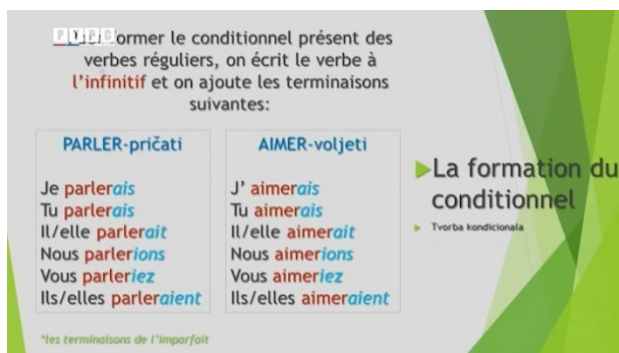 former le conditionnel présent des
verbes réguliers, on écrit le verbe à
l'infinitif et on ajoute les terminaisons
suivantes:
PARLER-pričati
Je parlerais
Tu parlerais
Il/elle parlerait
Nous parlerions
Vous parleriez
Ils/elles parleraient
AIMER-voljeti
J' aimerais
Tu aimerais
Il/elle aimerait
Nous aimerions
Vous aimeriez
Ils/elles aimeraient
*les terminaisons de l'imparfait
La formation du
conditionnel
Tvorba kondicionala